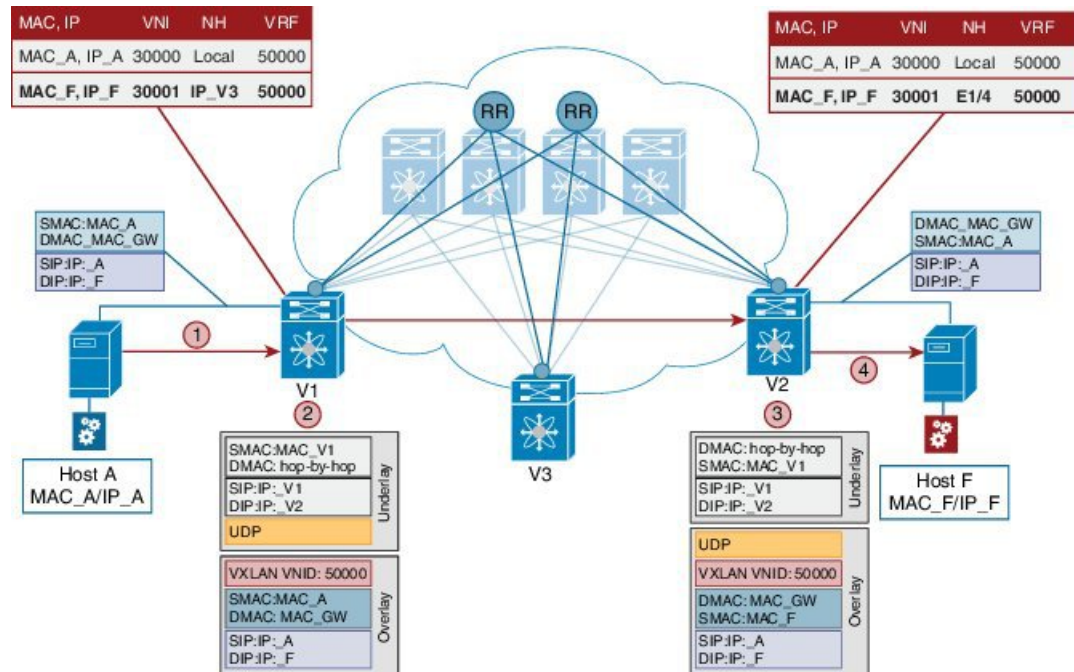 MAC, IP VNI NH VRF
MAC_A, IP_A 30000 Local 50000
MAC_F, IP_F 30001 IP_V3 50000
MAC, IP VNI NH VRF
MAC_A, IP_A 30000 Local 50000
MAC_F, IP_F 30001 E1/4 50000
RR
RR
SMAC:MAC_A
DMAC_MAC_GW
SIP:IP:_A
DIP:IP:_F
DMAC_MAC_GW
SMAC:MAC_A
SIP:IP:_A
DIP:IP:_F
1
V1
2
V3
V2
3
4
Host A
MAC_A/IP_A
Host F
MAC_F/IP_F
SMAC:MAC_V1
DMAC: hop-by-hop
SIP:IP:_V1
DIP:IP:_V2
UDP
Underlay
VXLAN VNID: 50000
SMAC:MAC_A
DMAC: MAC_GW
SIP:IP:_A
DIP:IP:_F
Overlay
DMAC: hop-by-hop
SMAC:MAC_V1
SIP:IP:_V1
DIP:IP:_V2
Underlay
UDP
VXLAN VNID: 50000
DMAC: MAC_GW
SMAC:MAC_F
SIP:IP:_A
DIP:IP:_F
Overlay